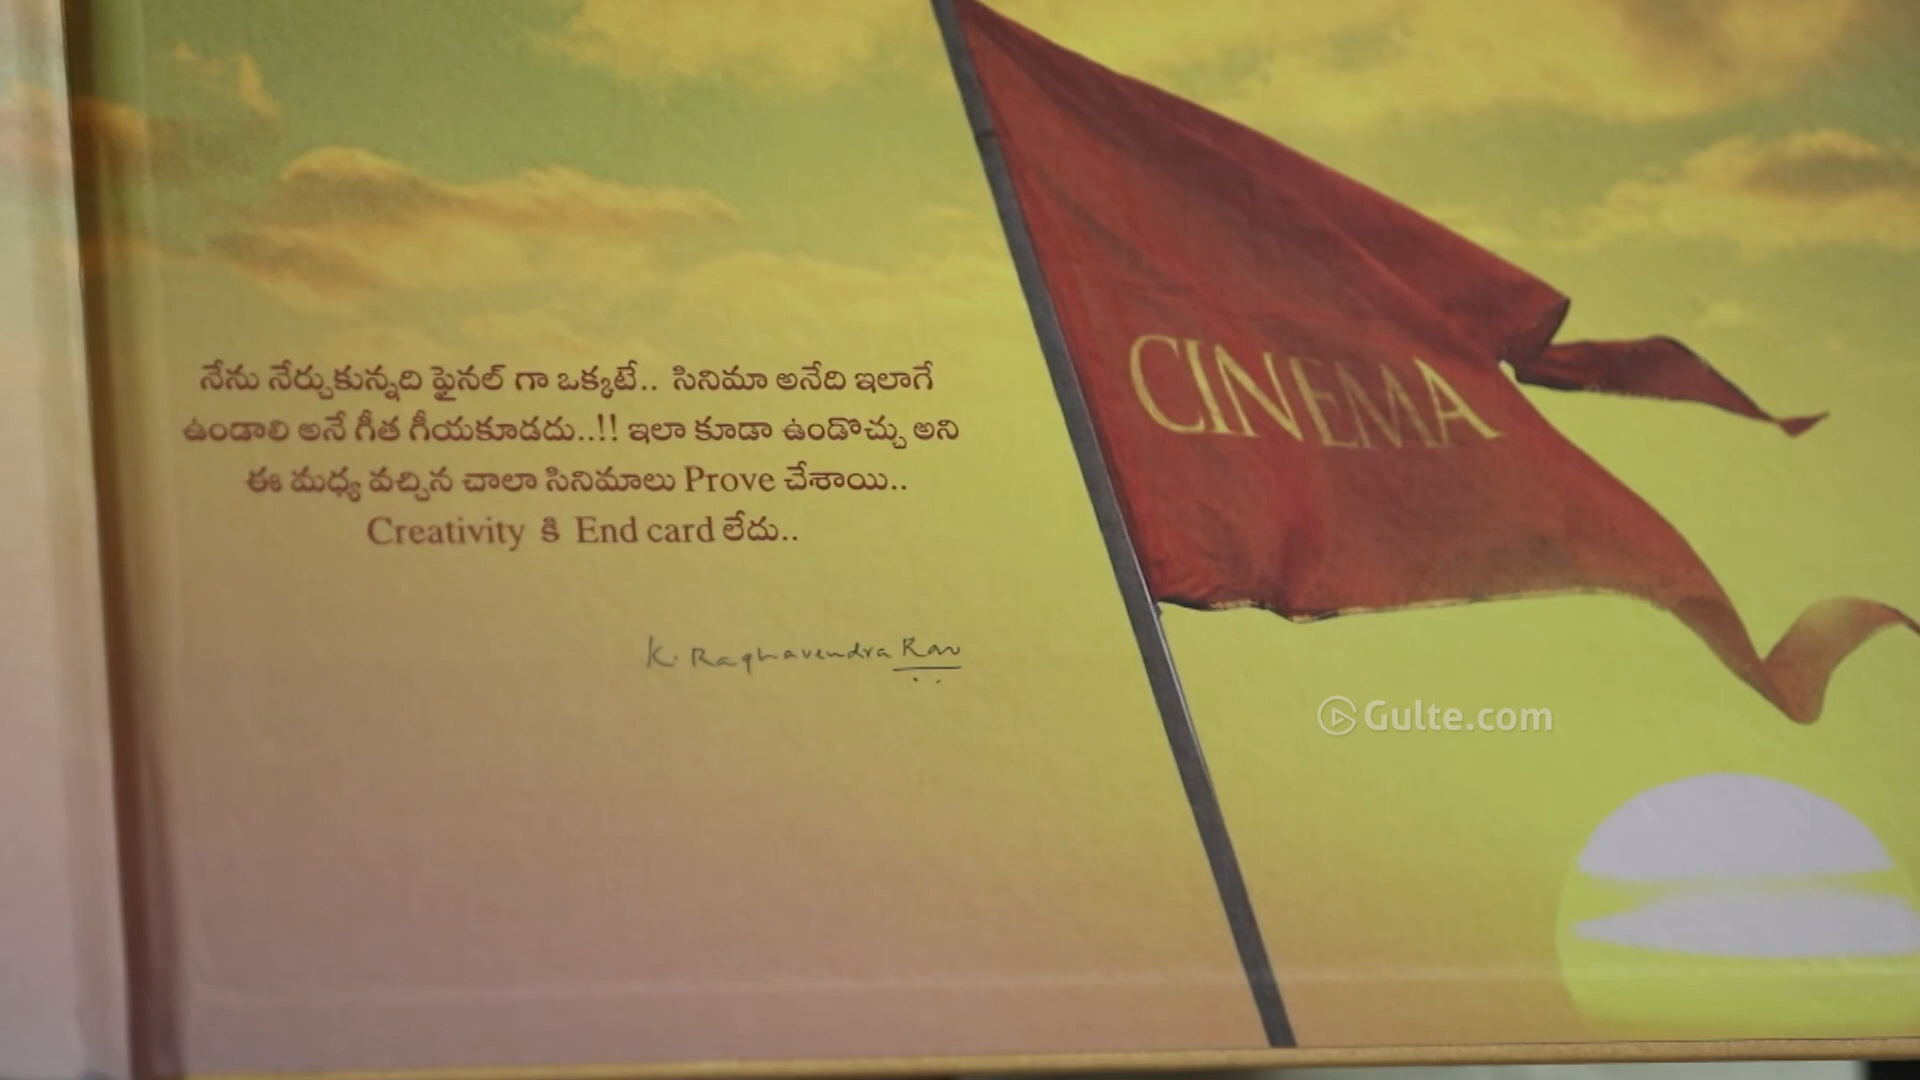 నేను నేర్చుకున్నది ఫైనల్ గా ఒక్కటే.. సినిమా అనేది ఇలాగే
ఉండాలి అనే గీత గీయకూడదు..!! ఇలా కూడా ఉండొచ్చు అని
ఈ మధ్య వచ్చిన చాలా సినిమాలు Prove చేశాయి..
Creativity కి End card లేదు..
K. Raghavendra Rao
CINEMA
Gulte.com